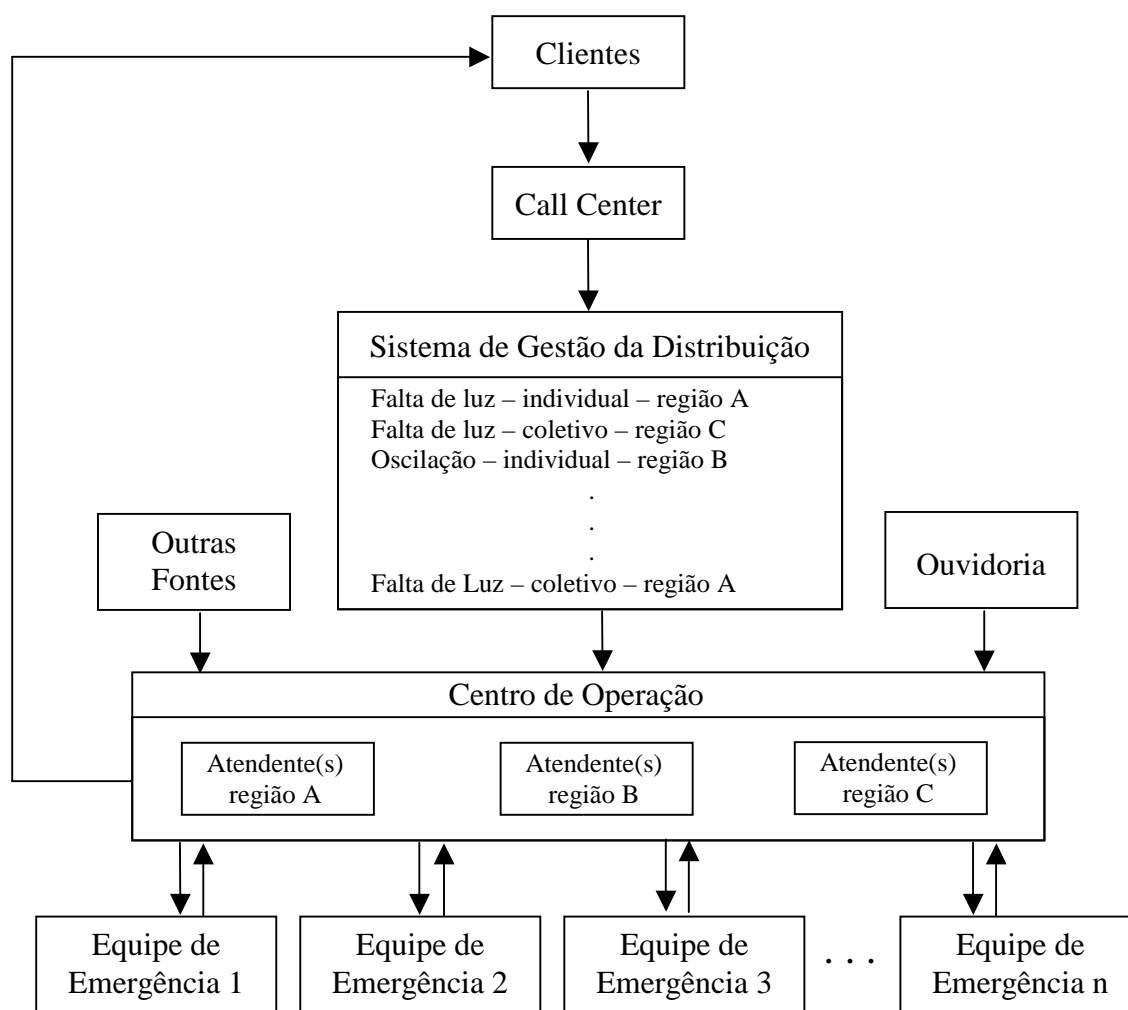 Clientes
Call Center
Sistema de Gestão da Distribuição
Falta de luz – individual – região A
Falta de luz – coletivo – região C
Oscilação – individual – região B
.
.
.
Falta de Luz – coletivo – região A
Outras
Fontes
Ouvidoria
Centro de Operação
Atendente(s)
região A
Atendente(s)
região B
Atendente(s)
região C
Equipe de
Emergência 1
Equipe de
Emergência 2
Equipe de
Emergência 3
. . .
Equipe de
Emergência n